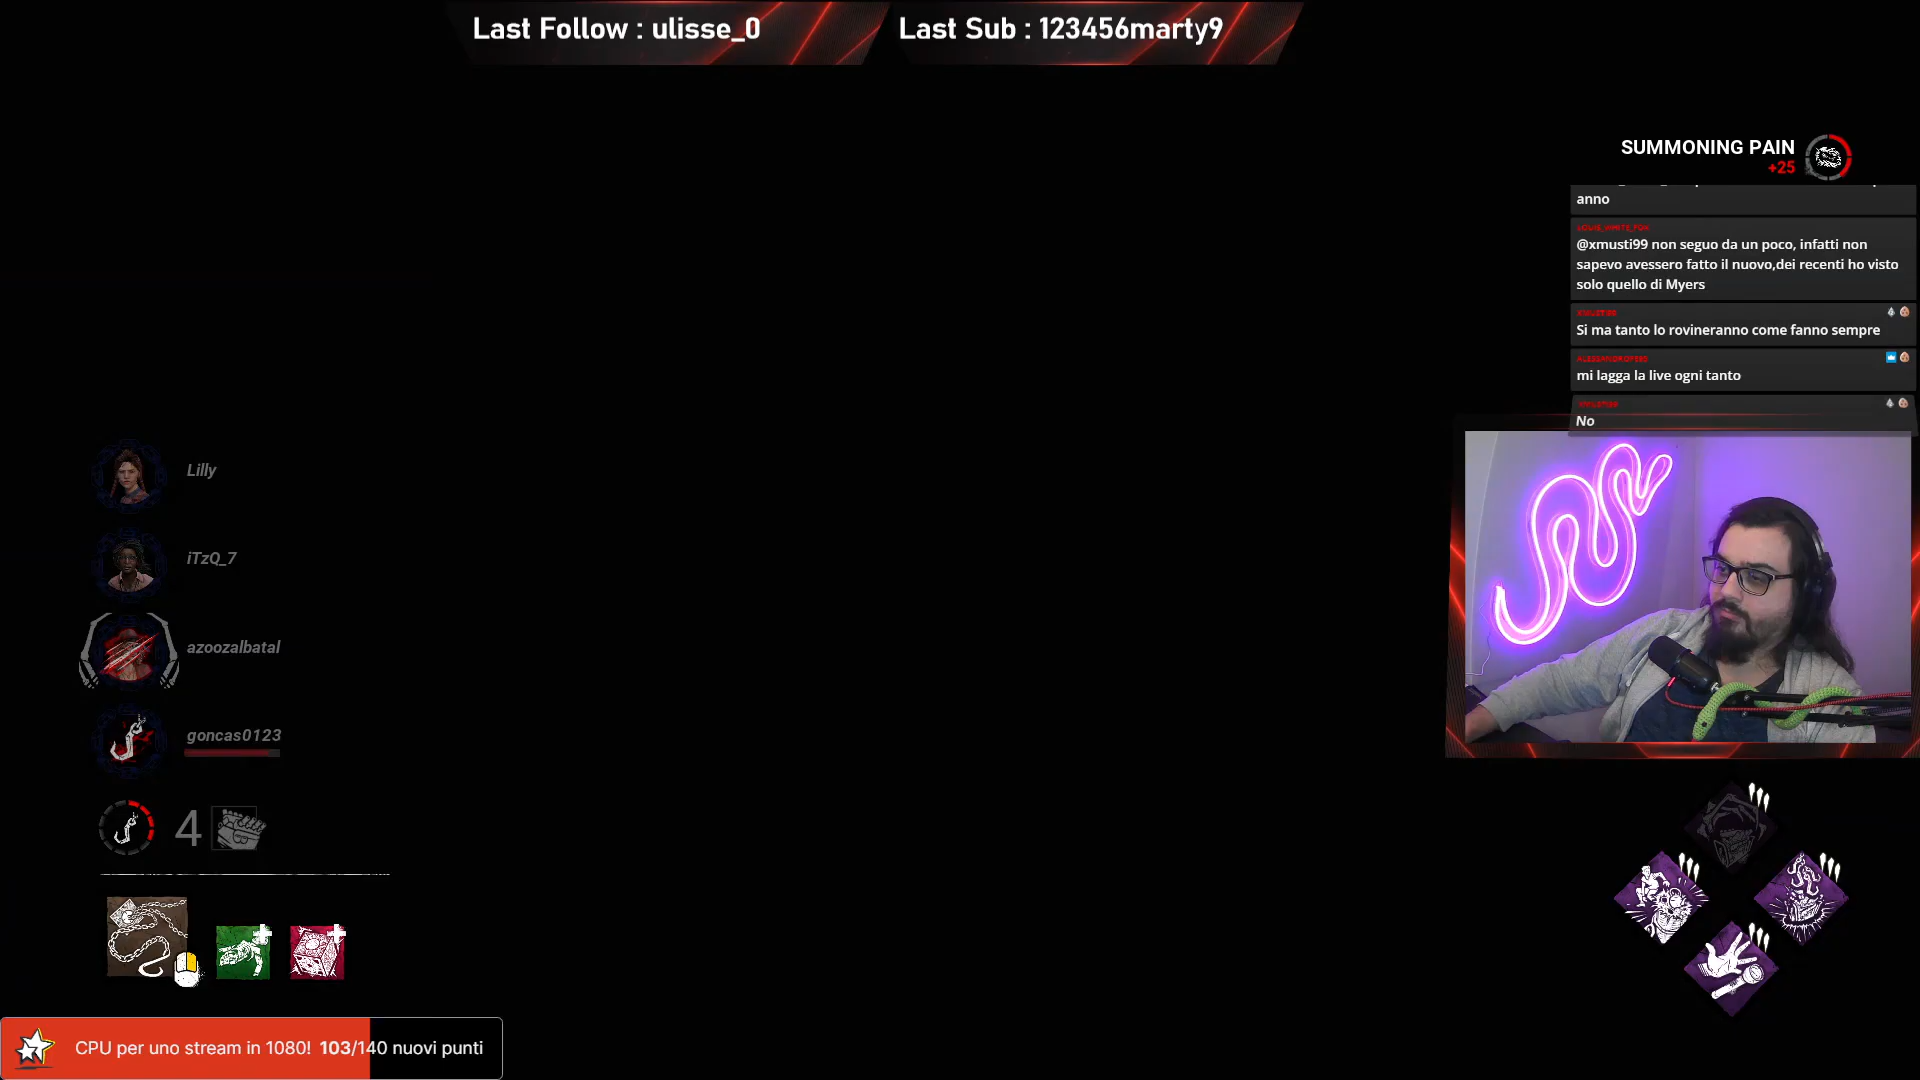 Last Follow : ulisse_0
Last Sub : 123456marty9
SUMMONING PAIN
+25
anno
@xmusti99 non seguo da un poco, infatti non
sapevo avessero fatto il nuovo,dei recenti ho visto
solo quello di Myers
XMUSTI99
Si ma tanto lo rovineranno come fanno sempre
mi lagga la live ogni tanto
XMUSTI99
No
Lilly
iTzQ_7
azoozalbatal
goncas0123
4
CPU per uno stream in 1080! 103/140 nuovi punti